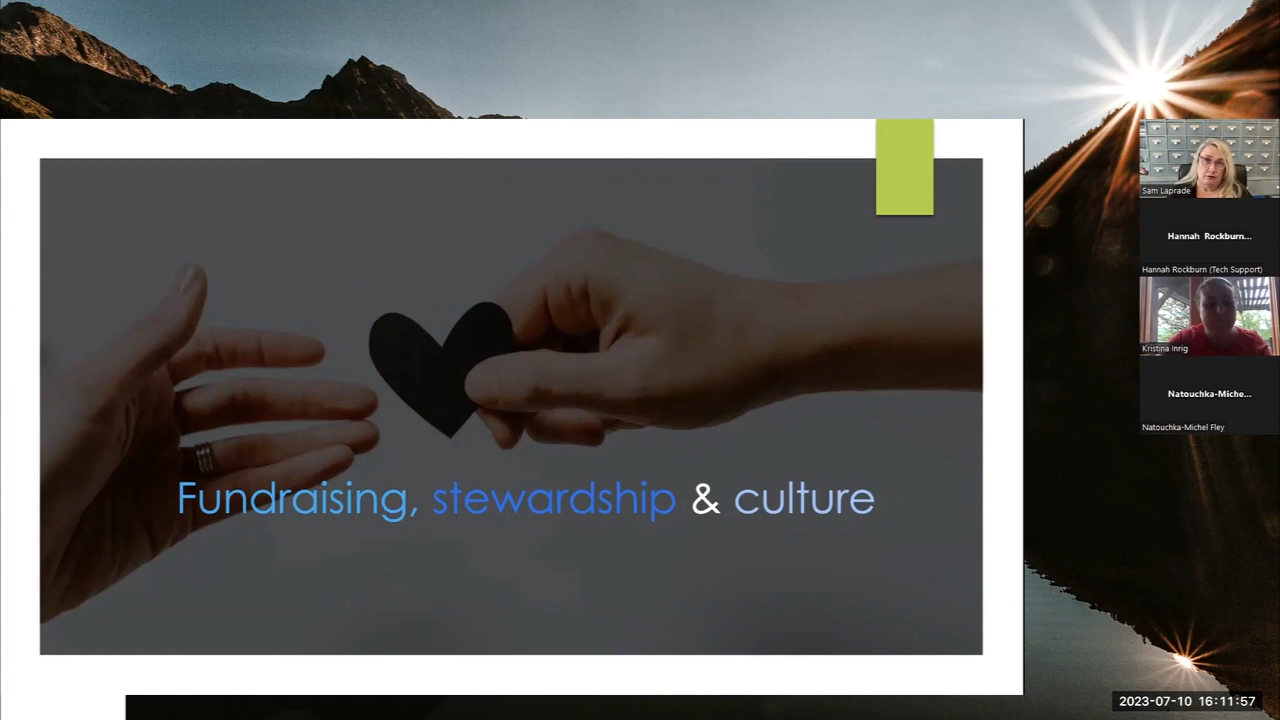 Fundraising, stewardship & culture
Sam Laprade
Hannah Rockburn...
Hannah Rockburn (Tech Support)
Kristina Inrig
Natouchka-Miche...
Natouchka-Michel Fley
2023-07-10 16:11:57